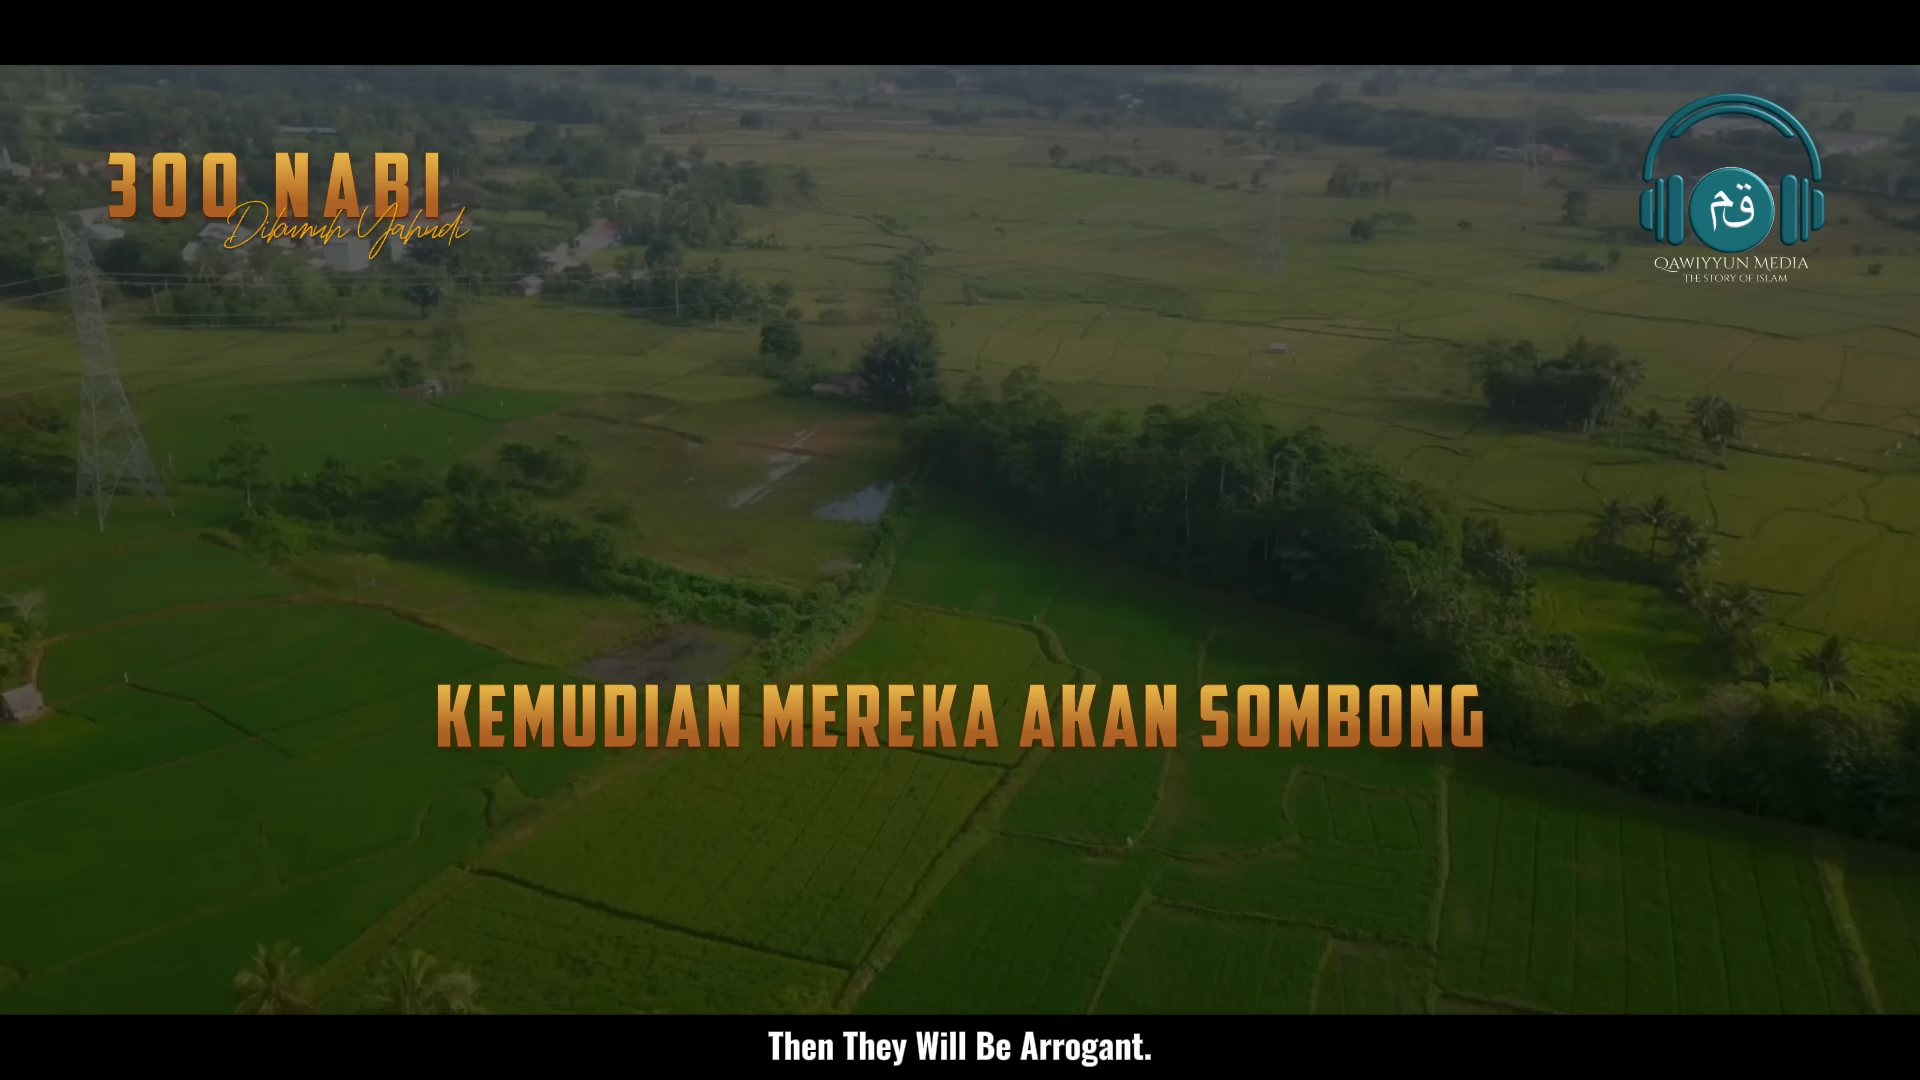 300 NABI
Dibunuh Yahudi
قم
QAWIYYUN MEDIA
THE STORY OF ISLAM
KEMUDIAN MEREKA AKAN SOMBONG
Then They Will Be Arrogant.